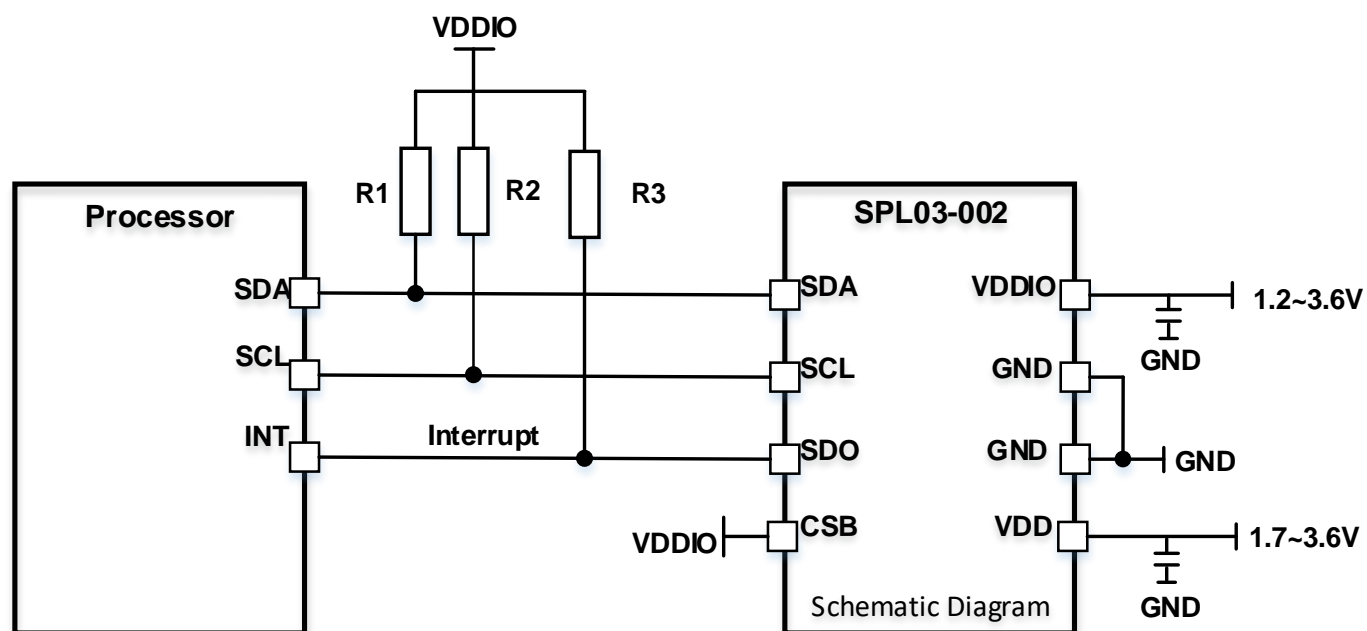 VDDIO
R1
R2
R3
Processor
SPL03-002
SDA
SDA
VDDIO
1.2~3.6V
SCL
SCL
GND
GND
INT
Interrupt
SDO
GND
GND
VDDIO
CSB
VDD
1.7~3.6V
Schematic Diagram
GND